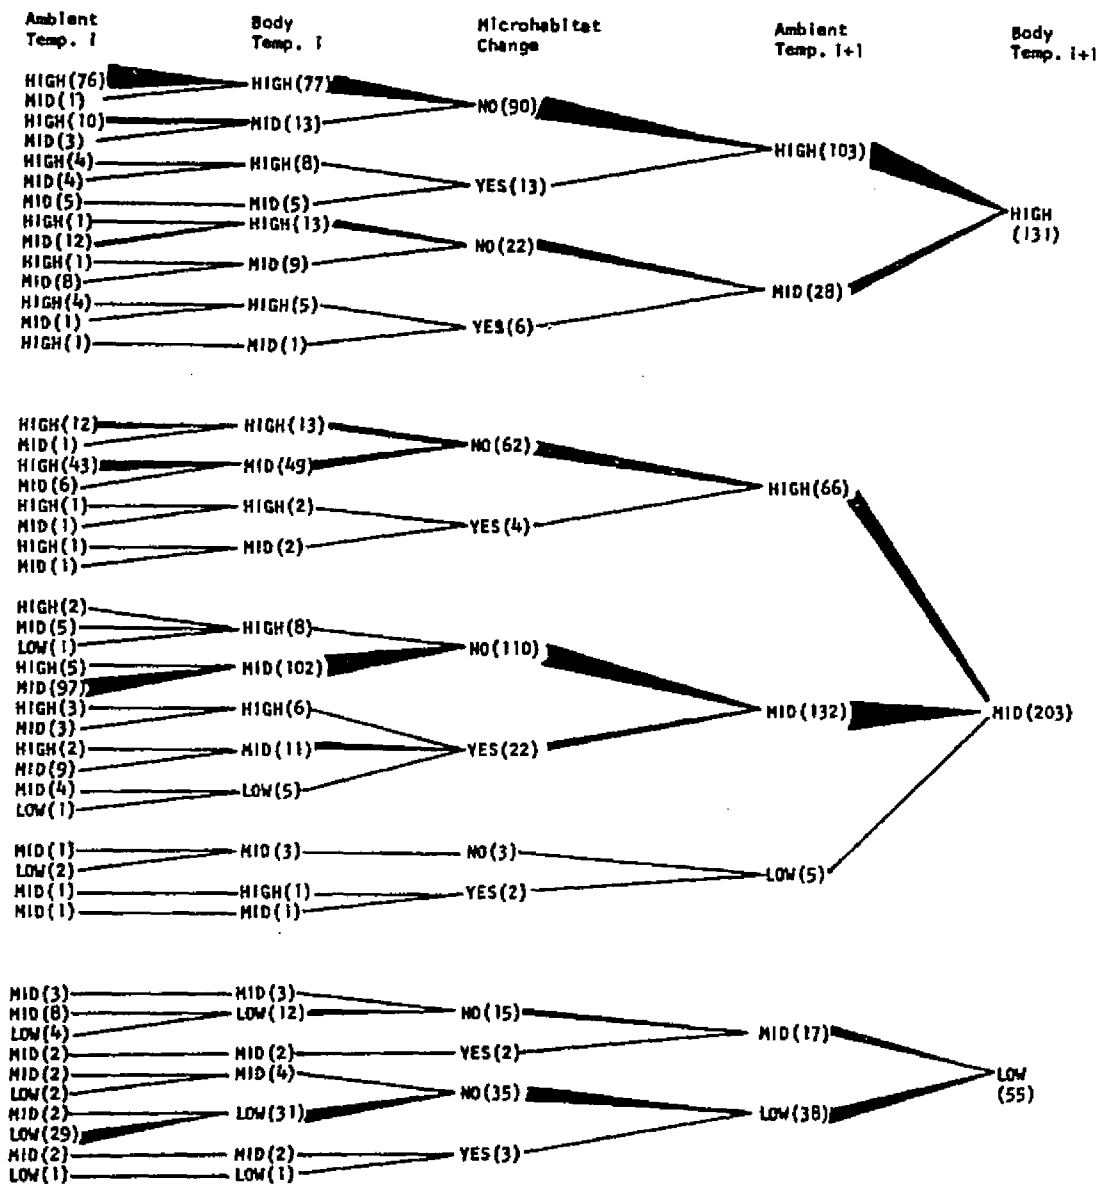 Ambient Body Microhabitat Ambient Body
Temp. i Temp. i Change Temp. i+1 Temp. i+1
HIGH(76) HIGH(77)
MID(1) NO(90)
HIGH(10) MID(13)
MID(3) HIGH(103)
HIGH(4) HIGH(8)
MID(4) YES(13)
MID(5) MID(5)
HIGH(1) HIGH(13) HIGH
MID(12) NO(22) (131)
HIGH(1) MID(9)
MID(8) MID(28)
HIGH(4) HIGH(5)
MID(1) YES(6)
HIGH(1) MID(1)
HIGH(12) HIGH(13)
MID(1) NO(62)
HIGH(43) MID(49)
MID(6) HIGH(66)
HIGH(1) HIGH(2)
MID(1) YES(4)
HIGH(1) MID(2)
MID(1)
HIGH(2)
MID(5) HIGH(8)
LOW(1) NO(110)
HIGH(5) MID(102)
MID(97)
HIGH(3) HIGH(6) MID(132) MID(203)
MID(3)
HIGH(2) MID(11) YES(22)
MID(9)
MID(4) LOW(5)
LOW(1)
MID(1) MID(3) NO(3)
LOW(2) LOW(5)
MID(1) HIGH(1) YES(2)
MID(1) MID(1)
MID(3) MID(3)
MID(8) LOW(12) NO(15)
LOW(4) MID(17)
MID(2) MID(2) YES(2)
MID(2) MID(4) LOW
LOW(2) NO(35) (55)
MID(2) LOW(31) LOW(38)
LOW(29)
MID(2) MID(2) YES(3)
LOW(1) LOW(1)